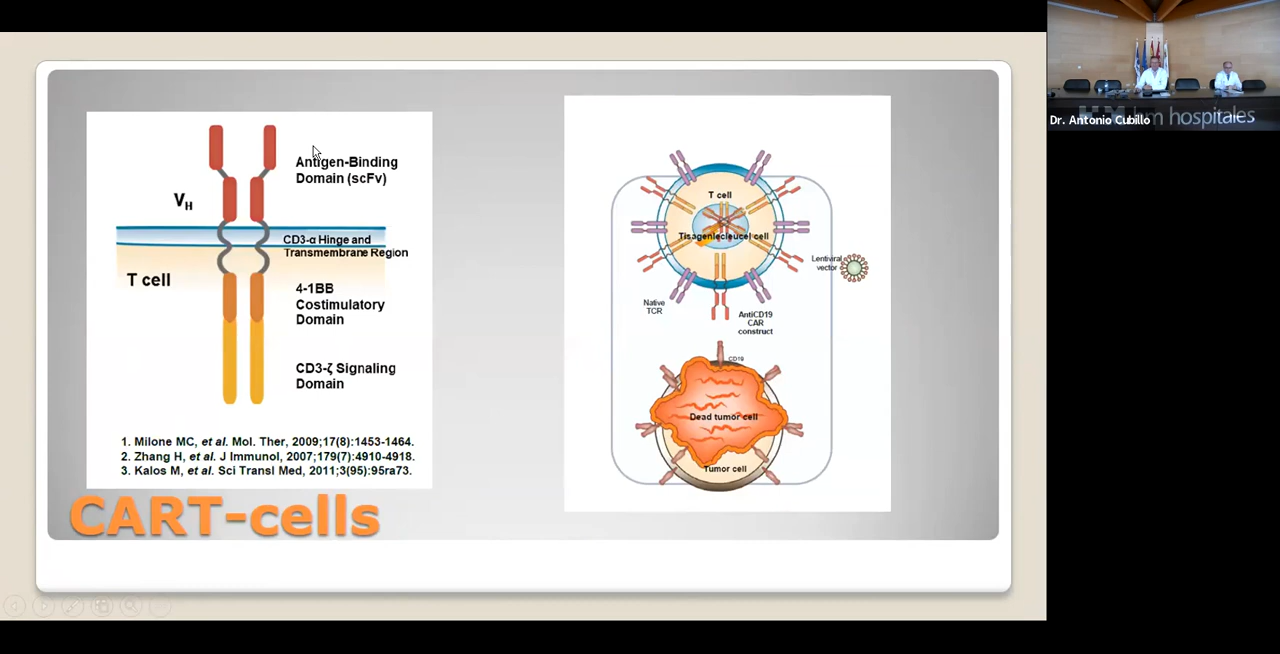 Antigen-Binding
Domain (scFv)
VH
CD3-α Hinge and
Transmembrane Region
T cell
4-1BB
Costimulatory
Domain
CD3-ζ Signaling
Domain
1. Milone MC, et al. Mol. Ther, 2009;17(8):1453-1464.
2. Zhang H, et al. J Immunol, 2007;179(7):4910-4918.
3. Kalos M, et al. Sci Transl Med, 2011;3(95):95ra73.
CART-cells
T cell
Tisagenlecleucel cell
Lentiviral
vector
Native
TCR
AntiCD19
CAR
construct
CD19
Dead tumor cell
Tumor cell
Dr. Antonio Cubillo
hm hospitales